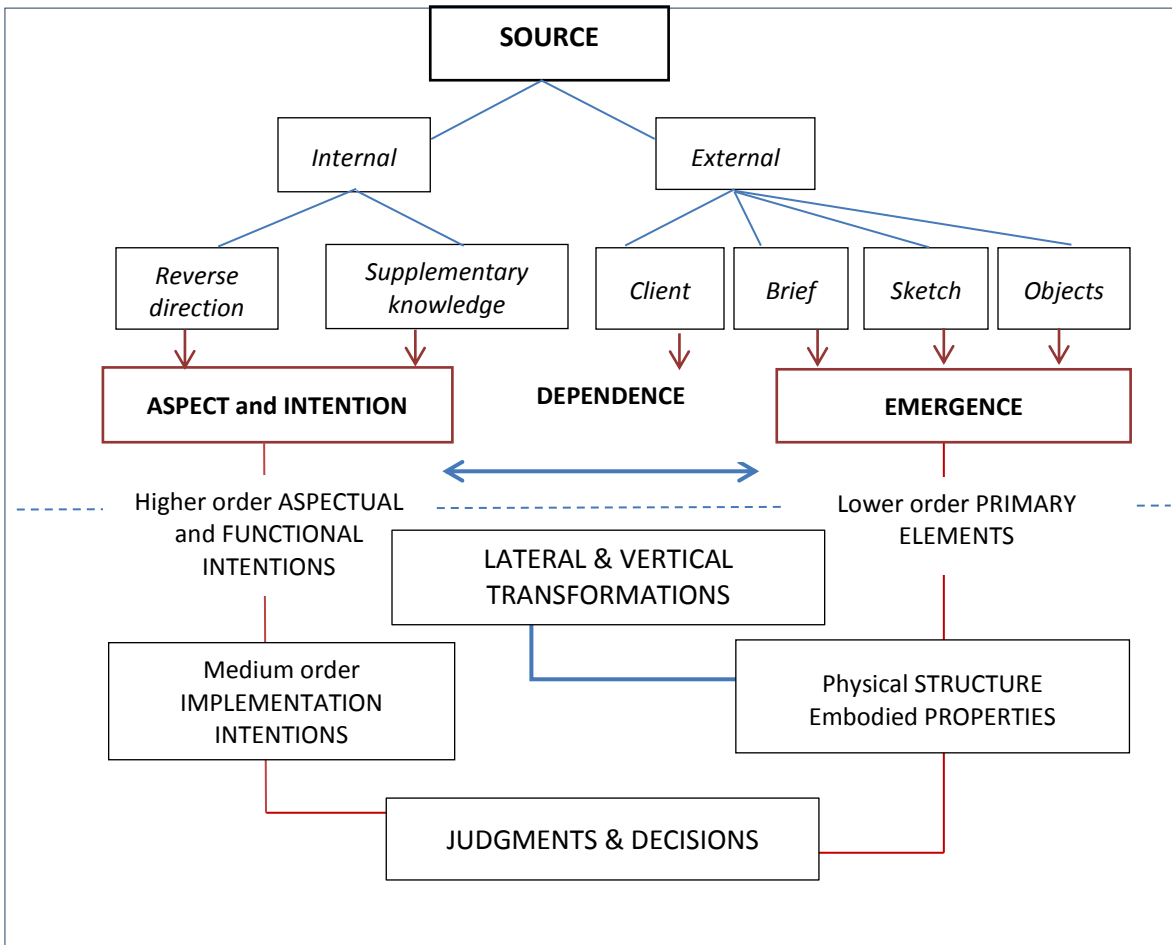 SOURCE
Internal
External
Reverse
direction
Supplementary
knowledge
Client
Brief
Sketch
Objects
ASPECT and INTENTION
DEPENDENCE
EMERGENCE
Higher order ASPECTUAL
and FUNCTIONAL
INTENTIONS
Lower order PRIMARY
ELEMENTS
LATERAL & VERTICAL
TRANSFORMATIONS
Medium order
IMPLEMENTATION
INTENTIONS
Physical STRUCTURE
Embodied PROPERTIES
JUDGMENTS & DECISIONS